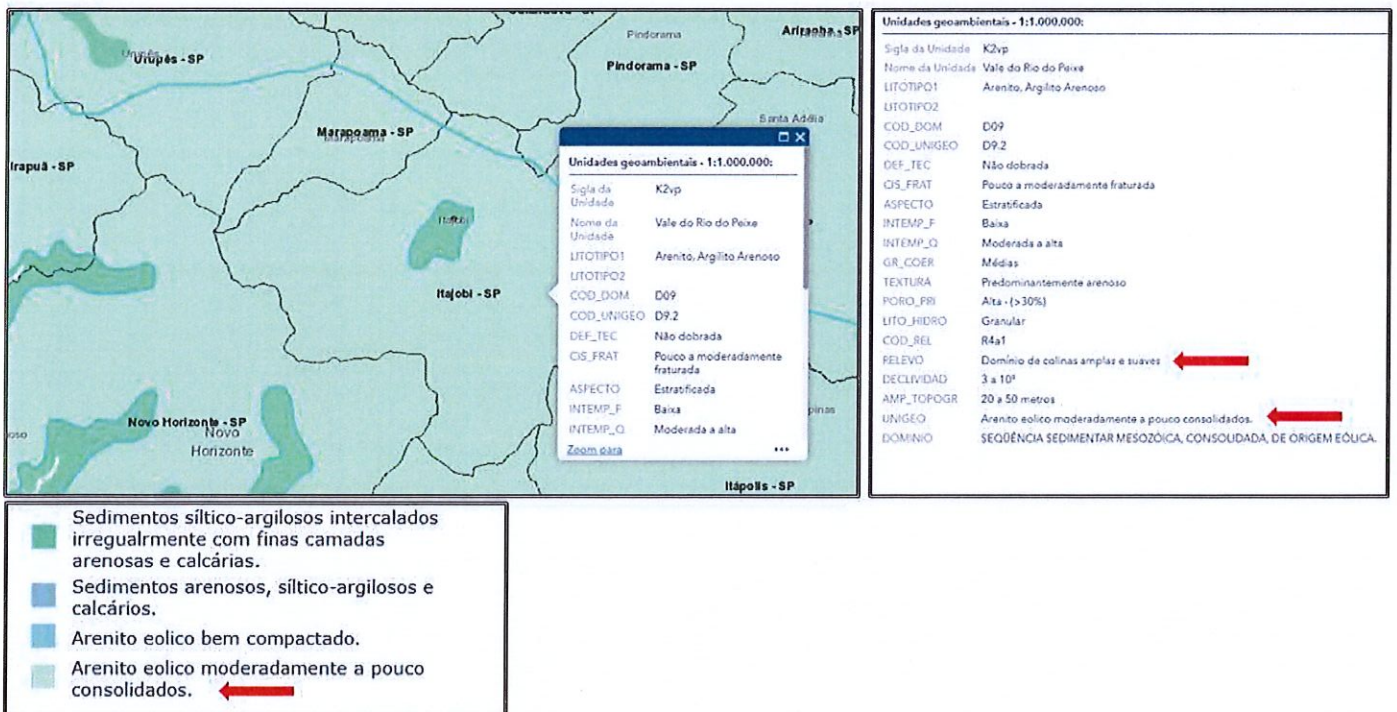 Pindorama
Ariranha - SP
Urupês
Urupês - SP
Pindorama - SP
Santa Adélia
Marapoama - SP
Marapoama
Irapuã - SP
Itajobi
Itajobi - SP
Novo Horizonte - SP
Novo
Horizonte
Itápolis - SP
Unidades geoambientais - 1:1.000.000:
Sigla da Unidade K2vp
Nome da Unidade Vale do Rio do Peixe
LITOTIPO1 Arenito, Argilito Arenoso
LITOTIPO2
COD_DOM D09
COD_UNIGEO D9.2
DEF_TEC Não dobrada
CIS_FRAT Pouco a moderadamente
fraturada
ASPECTO Estratificada
INTEMP_F Baixa
INTEMP_Q Moderada a alta
Zoom para
Unidades geoambientais - 1:1.000.000:
Sigla da Unidade K2vp
Nome da Unidade Vale do Rio do Peixe
LITOTIPO1 Arenito, Argilito Arenoso
LITOTIPO2
COD_DOM D09
COD_UNIGEO D9.2
DEF_TEC Não dobrada
CIS_FRAT Pouco a moderadamente fraturada
ASPECTO Estratificada
INTEMP_F Baixa
INTEMP_Q Moderada a alta
GR_COER Médias
TEXTURA Predominantemente arenoso
PORO_PRI Alta - (>30%)
LITO_HIDRO Granular
COD_REL R4a1
RELEVO Domínio de colinas amplas e suaves
DECLIVIDAD 3 a 10º
AMP_TOPOGR 20 a 50 metros
UNIGEO Arenito eolico moderadamente a pouco consolidados.
DOMINIO SEQÜÊNCIA SEDIMENTAR MESOZÓICA, CONSOLIDADA, DE ORIGEM EÓLICA.
Sedimentos síltico-argilosos intercalados
irregualrmente com finas camadas
arenosas e calcárias.
Sedimentos arenosos, síltico-argilosos e
calcários.
Arenito eolico bem compactado.
Arenito eolico moderadamente a pouco
consolidados.